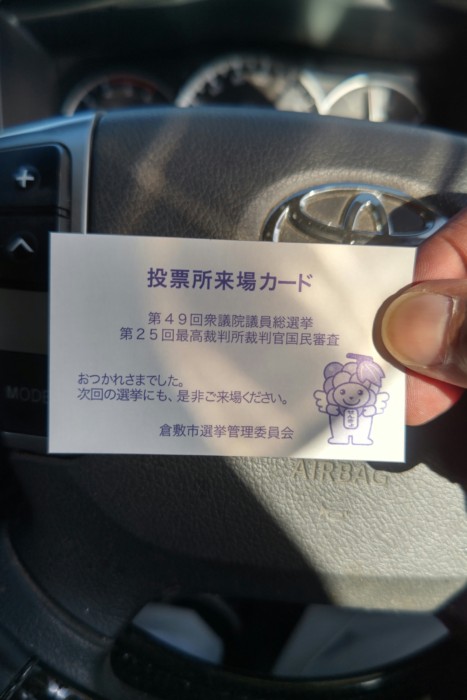 投票所来場カード
第49回衆議院議員総選挙
第25回最高裁判所裁判官国民審査
おつかれさまでした。
次回の選挙にも、是非ご来場ください。
倉敷市選挙管理委員会
MODE
AIRBAG